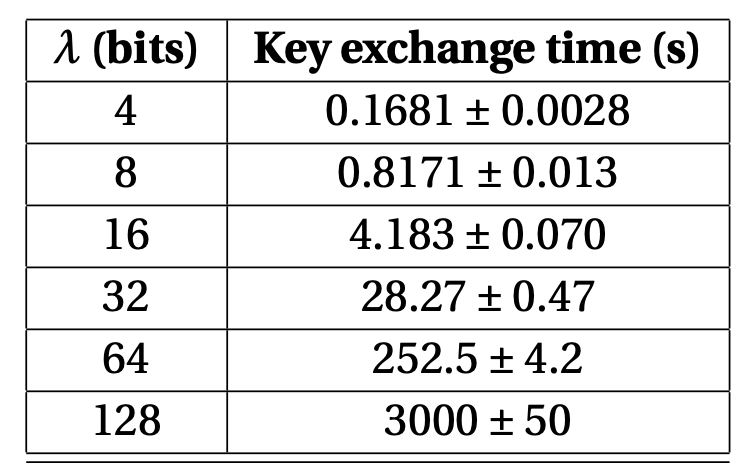 λ (bits) Key exchange time (s)
4 0.1681 ± 0.0028
8 0.8171 ± 0.013
16 4.183 ± 0.070
32 28.27 ± 0.47
64 252.5 ± 4.2
128 3000 ± 50